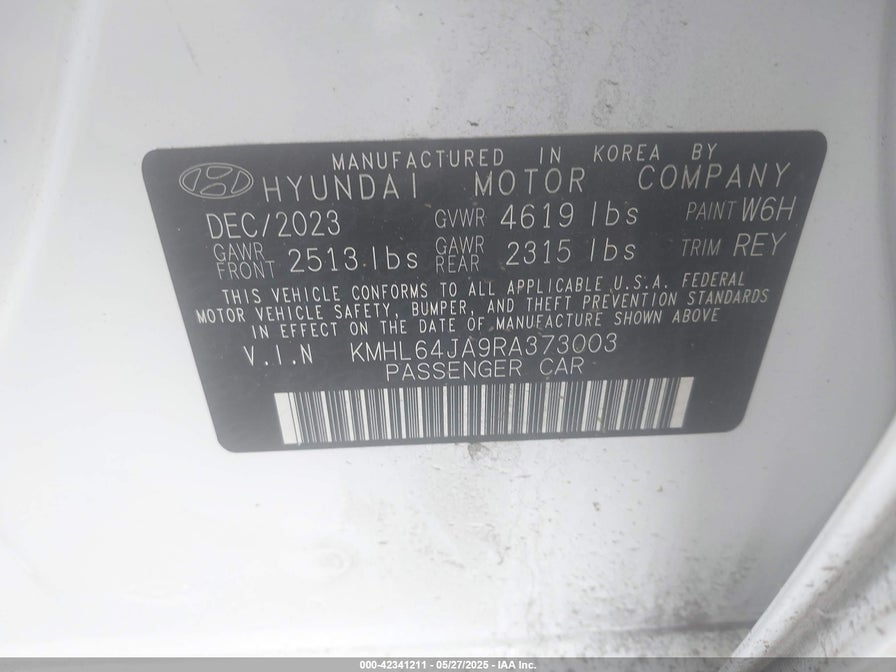 MANUFACTURED IN KOREA BY
HYUNDAI MOTOR COMPANY
DEC/2023 GVWR 4619 lbs PAINT W6H
GAWR FRONT 2513 lbs GAWR REAR 2315 lbs TRIM REY
THIS VEHICLE CONFORMS TO ALL APPLICABLE U.S.A. FEDERAL
MOTOR VEHICLE SAFETY, BUMPER, AND THEFT PREVENTION STANDARDS
IN EFFECT ON THE DATE OF MANUFACTURE SHOWN ABOVE
V.I.N KMHL64JA9RA373003
PASSENGER CAR
000-42341211 - 05/27/2025 - IAA Inc.